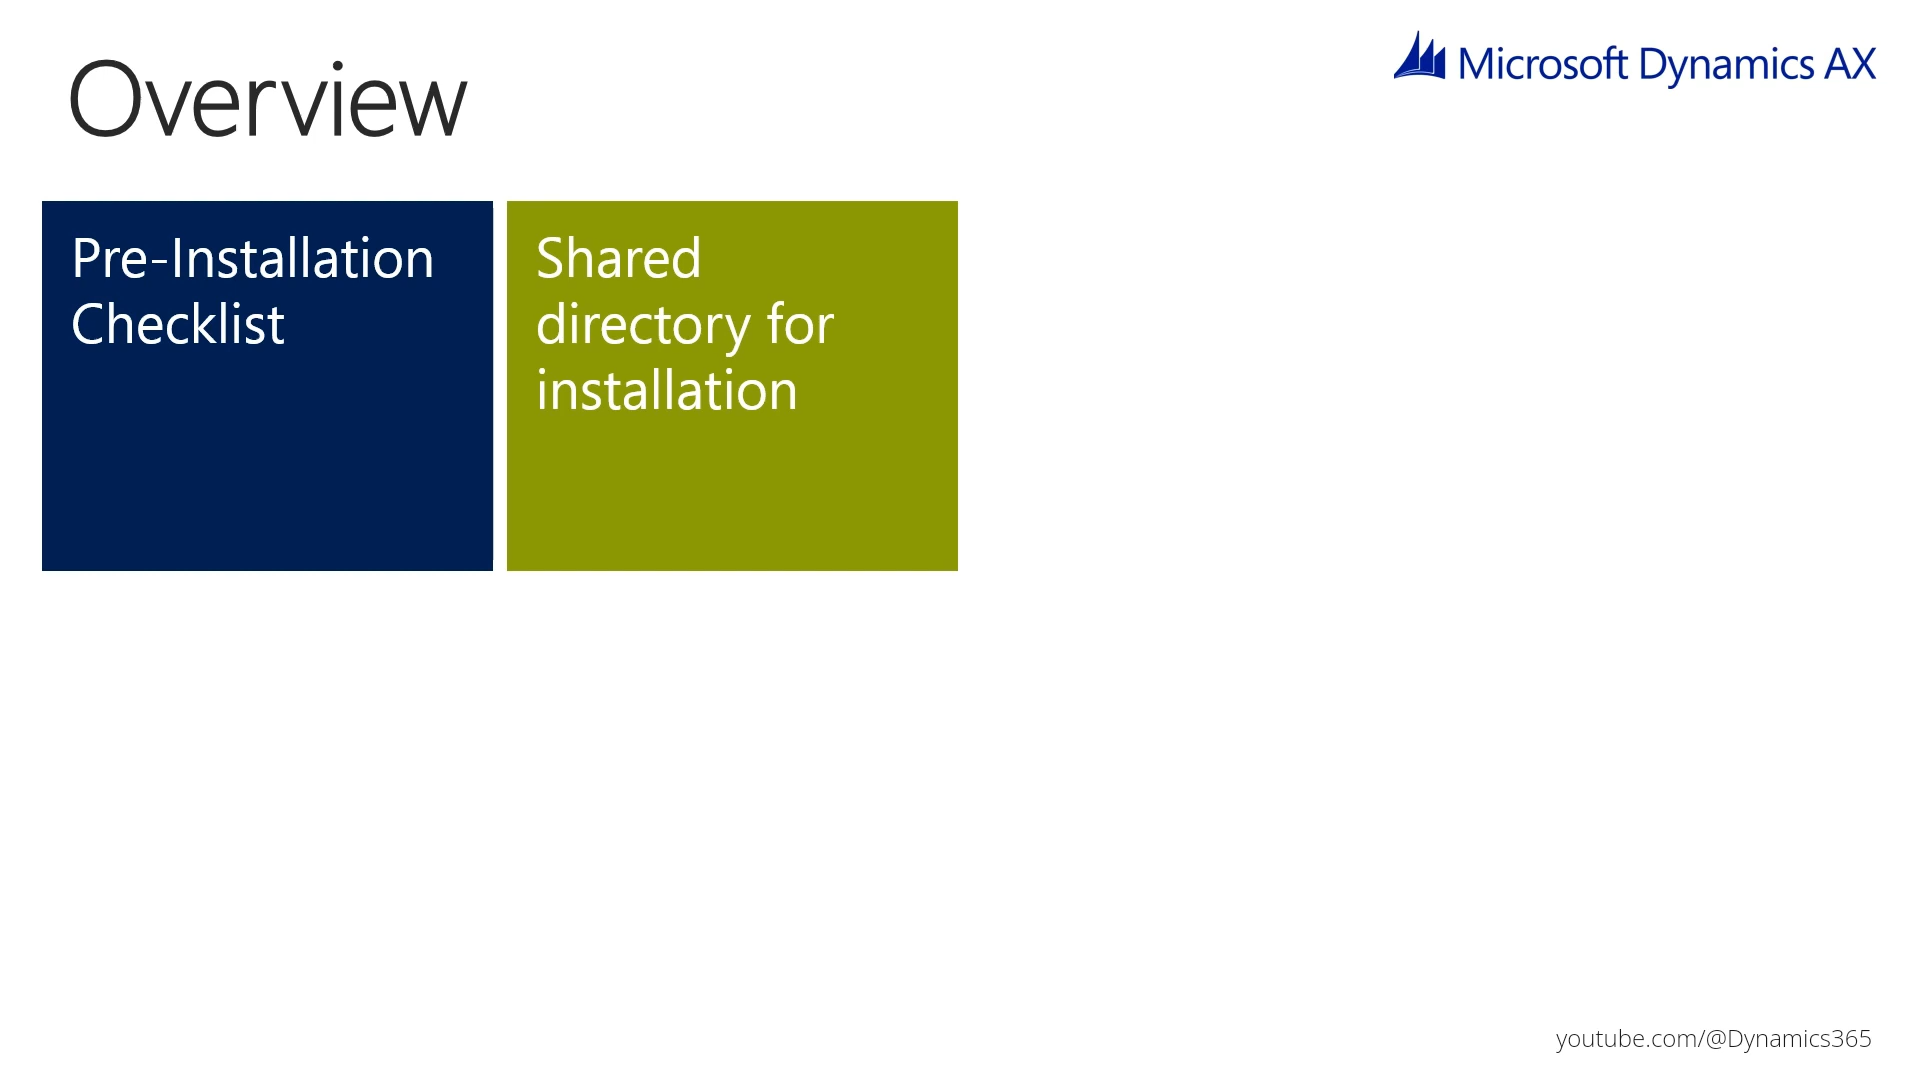 Overview
Microsoft Dynamics AX
Pre-Installation
Checklist
Shared
directory for
installation
youtube.com/@Dynamics365